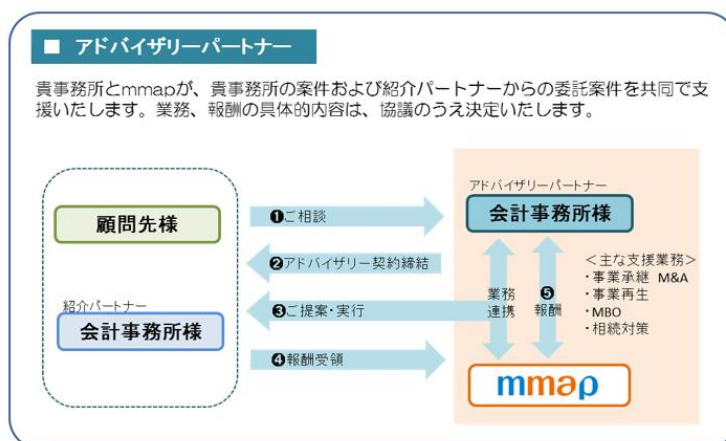 ■ アドバイザリーパートナー
貴事務所とmmapが、貴事務所の案件および紹介パートナーからの委託案件を共同で支
援いたします。業務、報酬の具体的内容は、協議のうえ決定いたします。
顧問先様
紹介パートナー
会計事務所様
❶ご相談
❷アドバイザリー契約締結
❸ご提案・実行
❹報酬受領
アドバイザリーパートナー
会計事務所様
業務
連携
❺
報酬
＜主な支援業務＞
・事業承継 M&A
・事業再生
・MBO
・相続対策
mmap